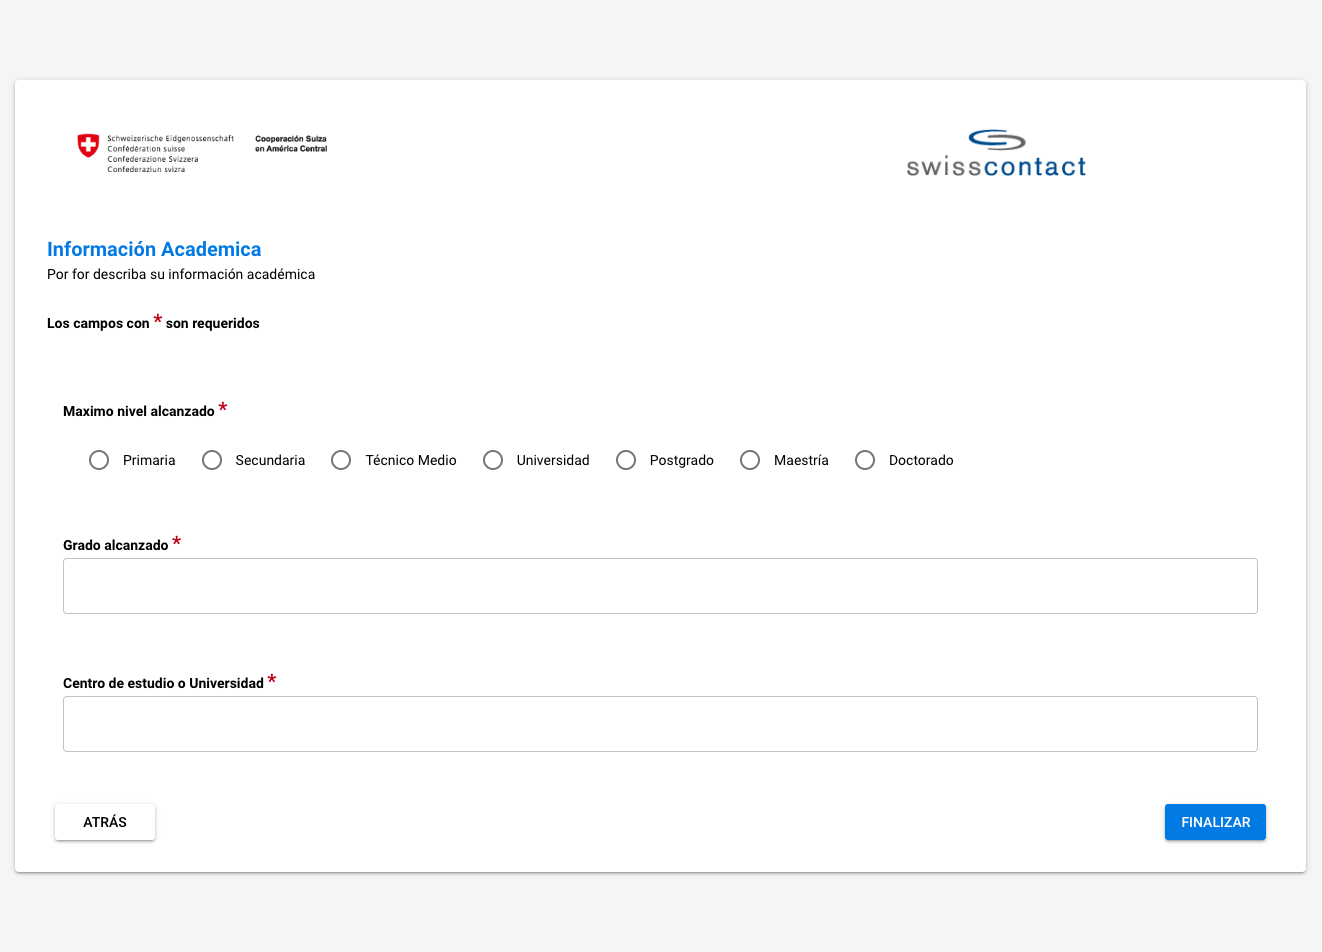 Schweizerische Eidgenossenschaft
Confédération suisse
Confederazione Svizzera
Confederaziun svizra
Cooperación Suiza
en América Central
swisscontact
Información Academica
Por for describa su información académica
Los campos con * son requeridos
Maximo nivel alcanzado *
Primaria Secundaria Técnico Medio Universidad Postgrado Maestría Doctorado
Grado alcanzado *
Centro de estudio o Universidad *
ATRÁS FINALIZAR